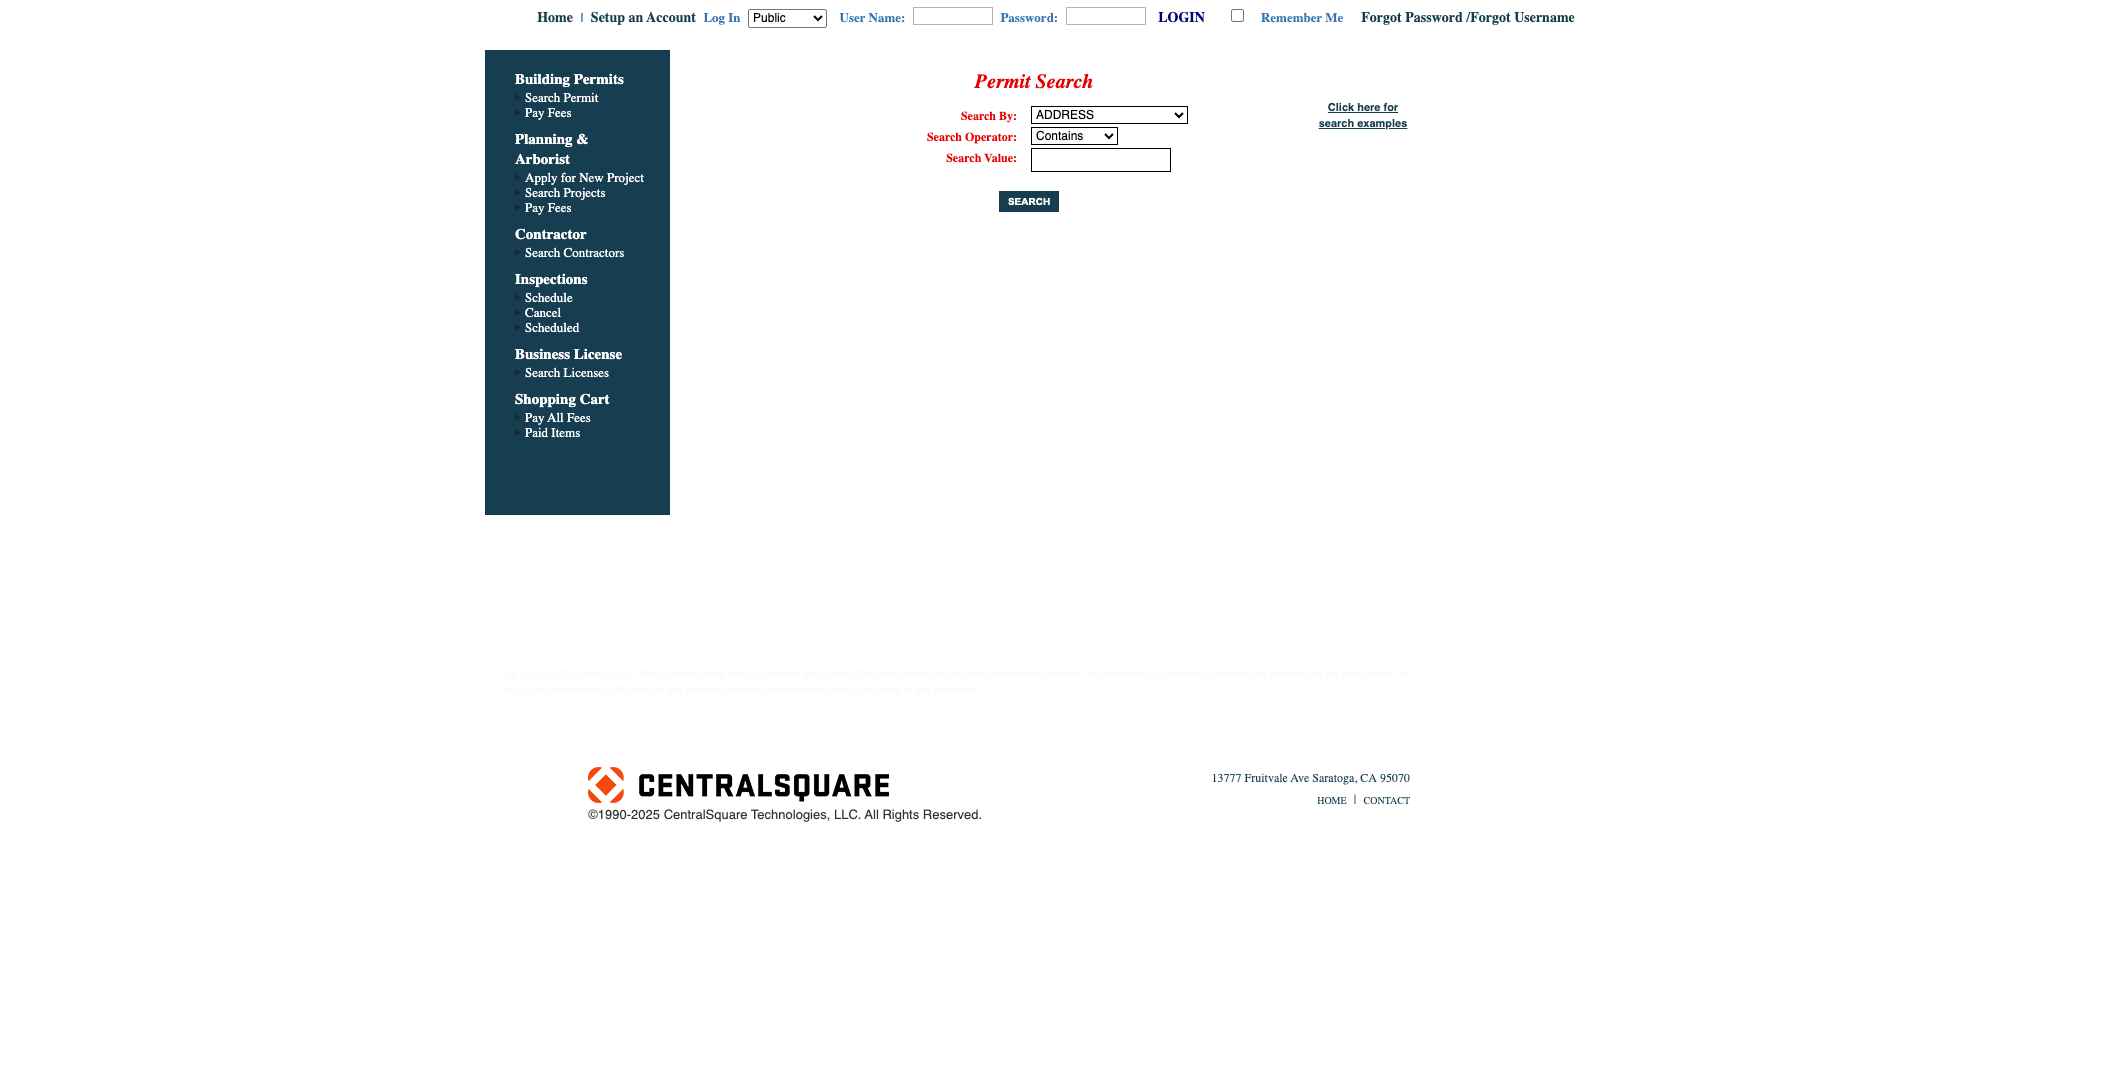 Home | Setup an Account Log In Public User Name: Password: LOGIN Remember Me Forgot Password /Forgot Username
Building Permits
Search Permit
Pay Fees
Planning &
Arborist
Apply for New Project
Search Projects
Pay Fees
Contractor
Search Contractors
Inspections
Schedule
Cancel
Scheduled
Business License
Search Licenses
Shopping Cart
Pay All Fees
Paid Items
Permit Search
Search By: ADDRESS
Search Operator: Contains
Search Value:
SEARCH
Click here for
search examples
CENTRALSQUARE
©1990-2025 CentralSquare Technologies, LLC. All Rights Reserved.
13777 Fruitvale Ave Saratoga, CA 95070
HOME | CONTACT